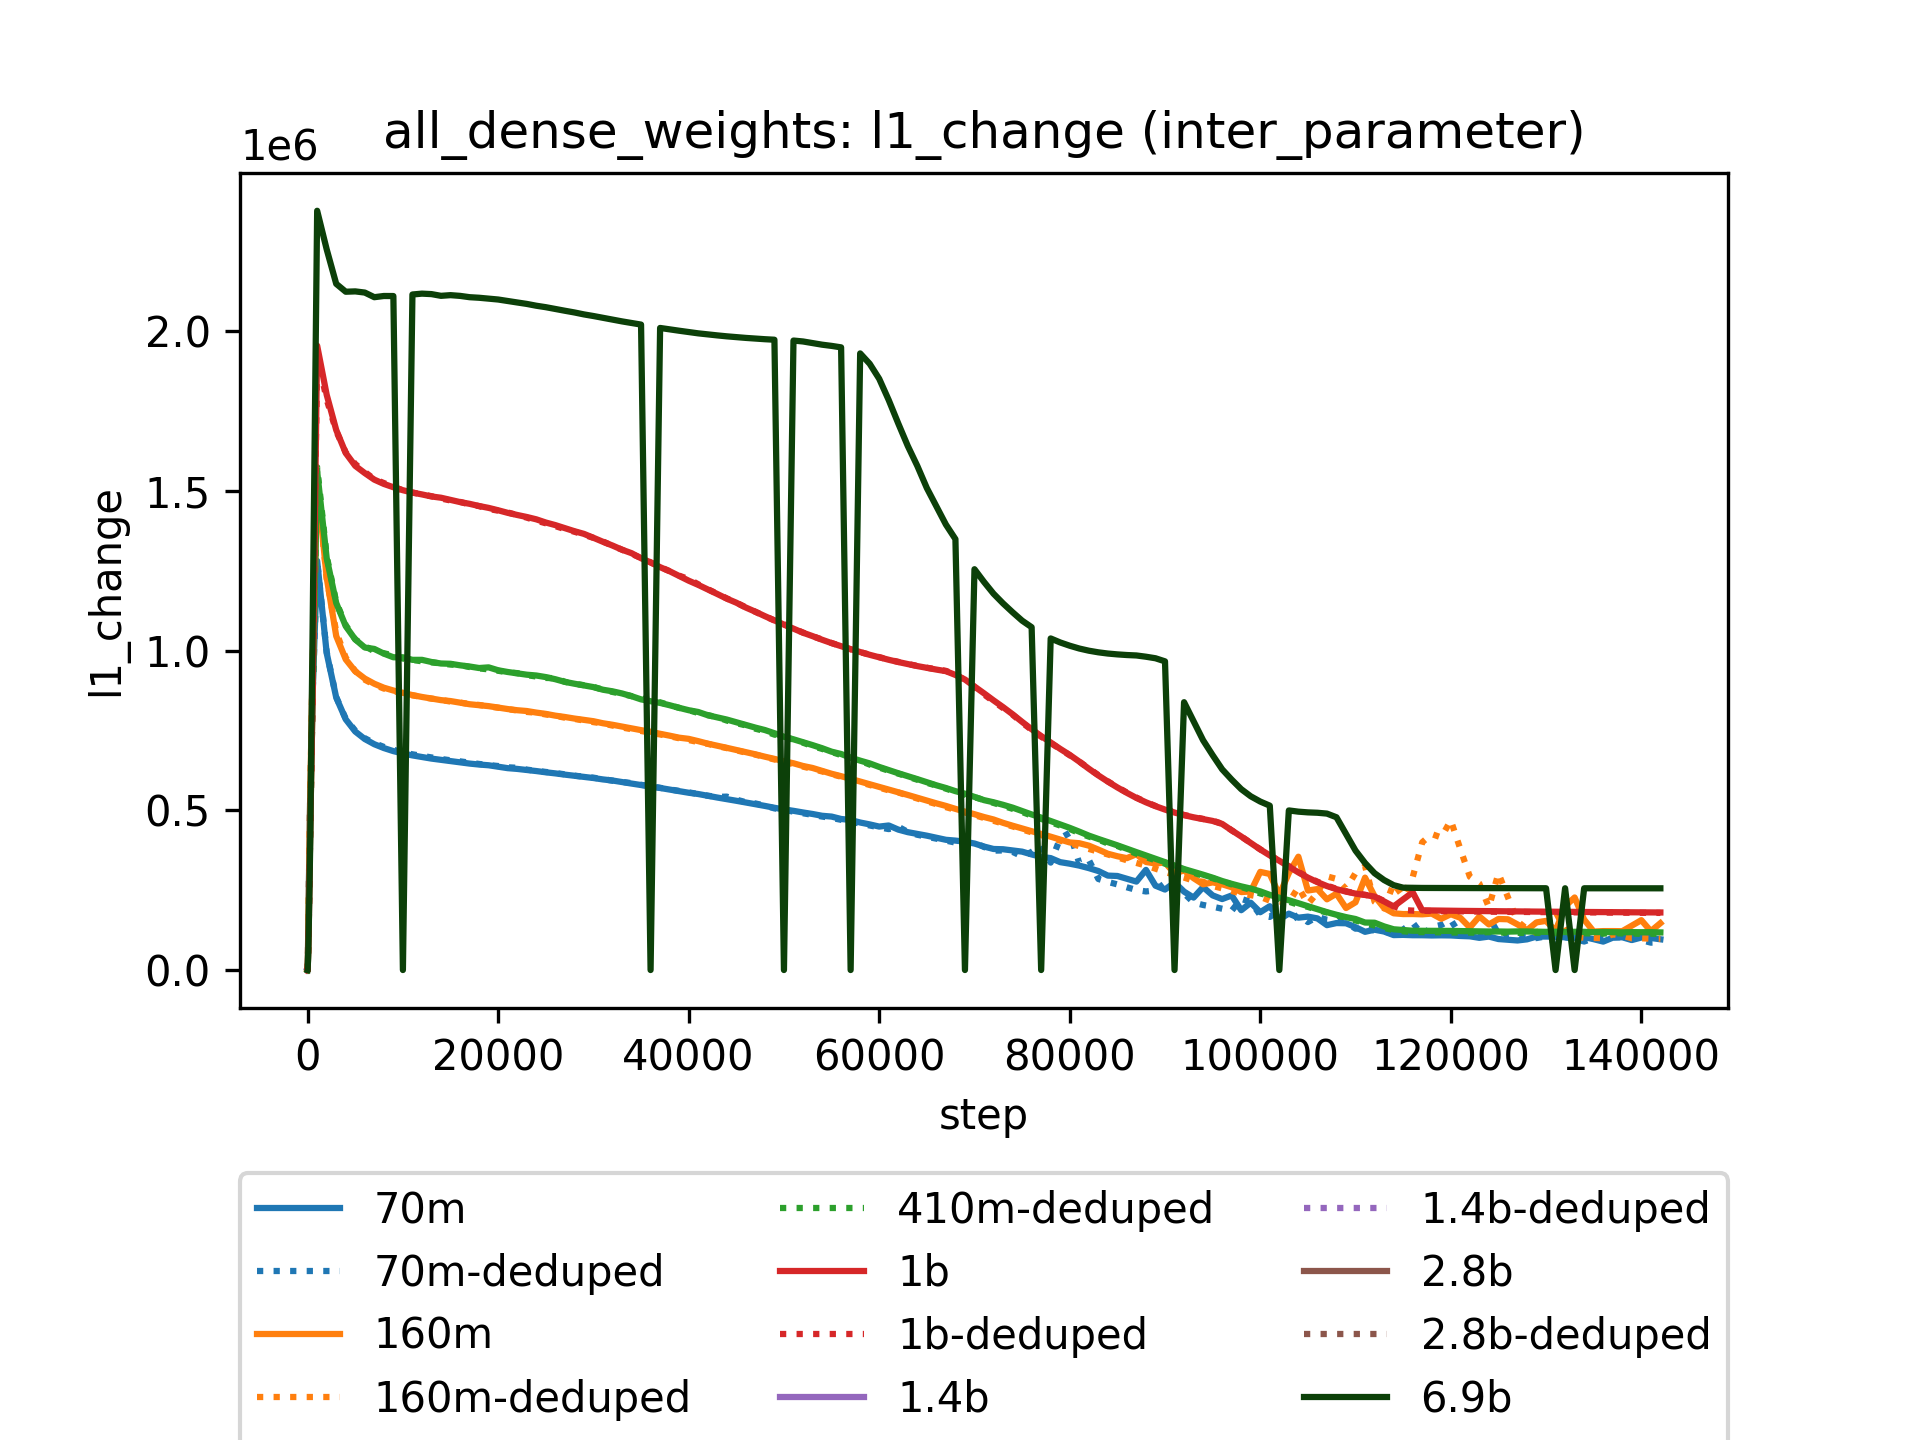 all_dense_weights: l1_change (inter_parameter)
1e6
2.0
1.5
1.0
0.5
0.0
l1_change
0 20000 40000 60000 80000 100000 120000 140000
step
70m 410m-deduped 1.4b-deduped
70m-deduped 1b 2.8b
160m 1b-deduped 2.8b-deduped
160m-deduped 1.4b 6.9b